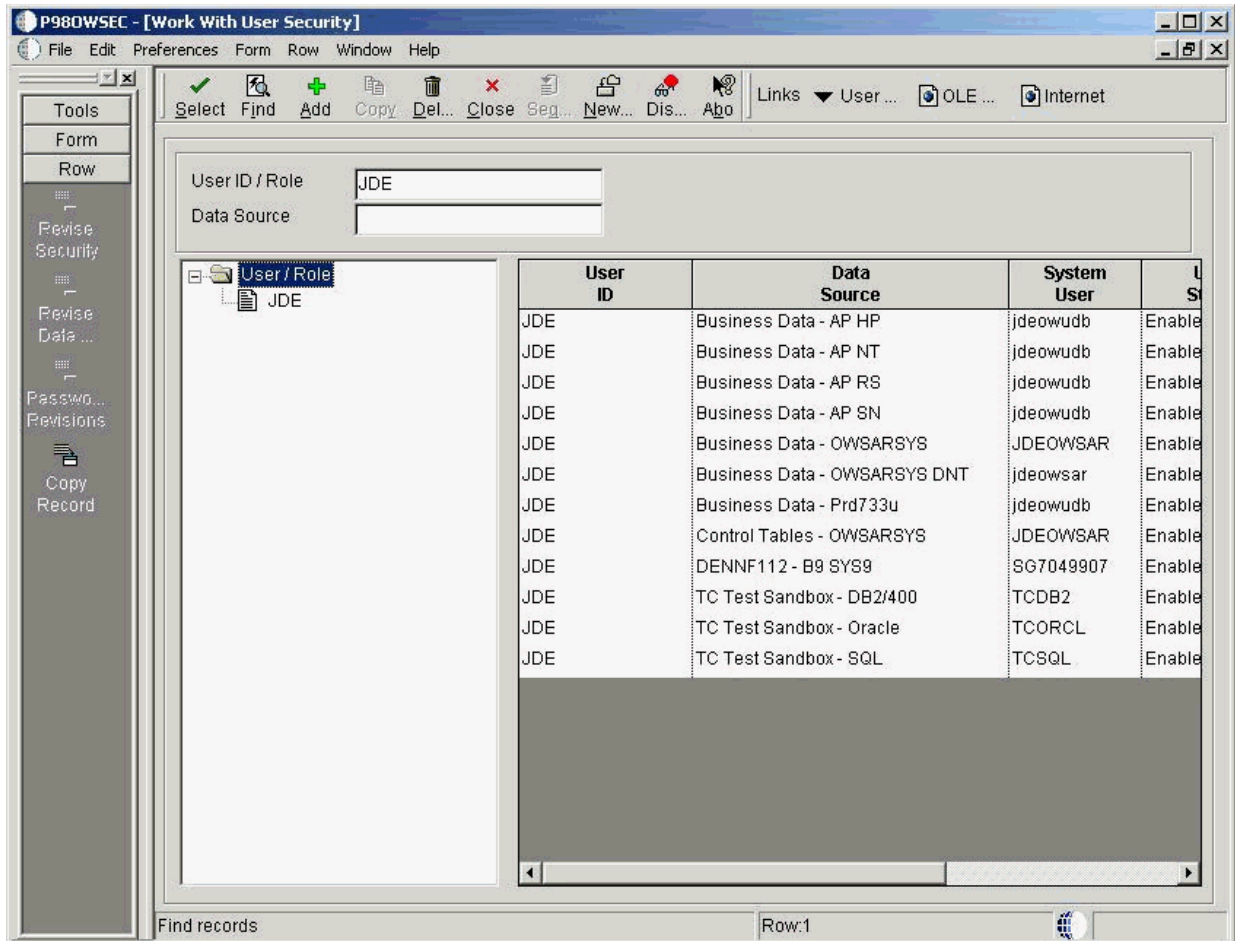 P98OWSEC - [Work With User Security]
File Edit Preferences Form Row Window Help
Select Find Add Copy Del... Close Seq... New... Dis... Abo Links User ... OLE ... Internet
Tools
Form
Row
Revise
Security
Revise
Data ...
Passwo...
Revisions
Copy
Record
User ID / Role JDE
Data Source
User / Role
JDE
User ID Data Source System User U St
JDE Business Data - AP HP jdeowudb Enable
JDE Business Data - AP NT jdeowudb Enable
JDE Business Data - AP RS jdeowudb Enable
JDE Business Data - AP SN jdeowudb Enable
JDE Business Data - OWSARSYS JDEOWSAR Enable
JDE Business Data - OWSARSYS DNT jdeowsar Enable
JDE Business Data - Prd733u jdeowudb Enable
JDE Control Tables - OWSARSYS JDEOWSAR Enable
JDE DENNF112 - B9 SYS9 SG7049907 Enable
JDE TC Test Sandbox - DB2/400 TCDB2 Enable
JDE TC Test Sandbox - Oracle TCORCL Enable
JDE TC Test Sandbox - SQL TCSQL Enable
Find records Row:1